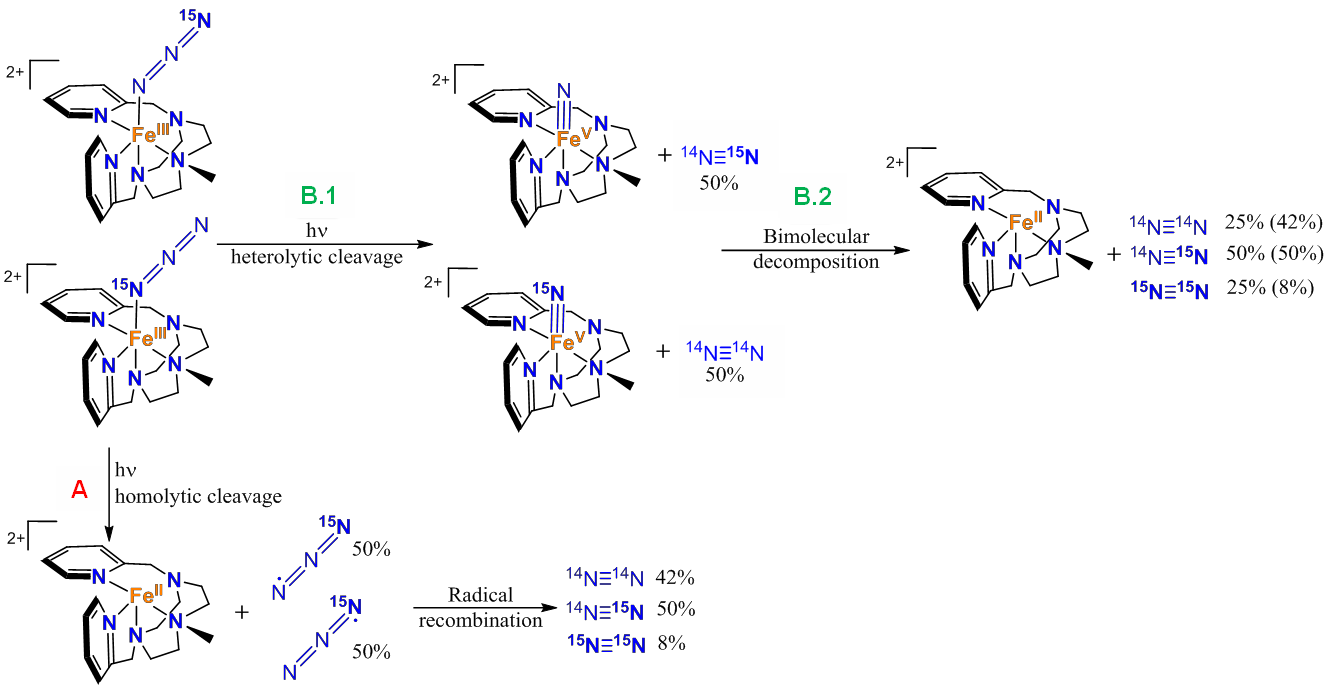 15N
N
N
2+
N
N
FeIII
N
N
N
N
N
15N
2+
N
N
FeIII
N
N
N
B.1
hν
heterolytic cleavage
2+
N
N
N
FeV
N
N
N
+ 14N≡15N
50%
2+
15N
N
N
FeV
N
N
N
+ 14N≡14N
50%
B.2
Bimolecular
decomposition
2+
N
N
FeII
N
N
N
+
14N≡14N 25% (42%)
14N≡15N 50% (50%)
15N≡15N 25% (8%)
A
hν
homolytic cleavage
2+
N
N
FeII
N
N
N
+
15N
N
N
50%
15N
N
N
50%
Radical
recombination
14N≡14N 42%
14N≡15N 50%
15N≡15N 8%